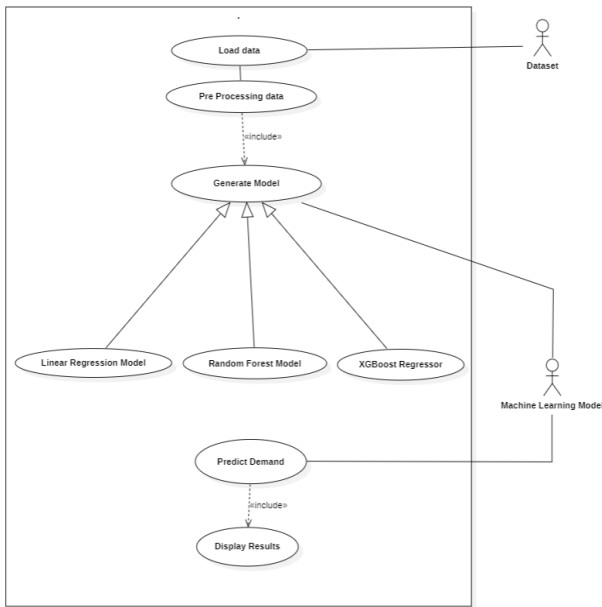 Load data
Dataset
Pre Processing data
«include»
Generate Model
Linear Regression Model
Random Forest Model
XGBoost Regressor
Machine Learning Model
Predict Demand
«include»
Display Results